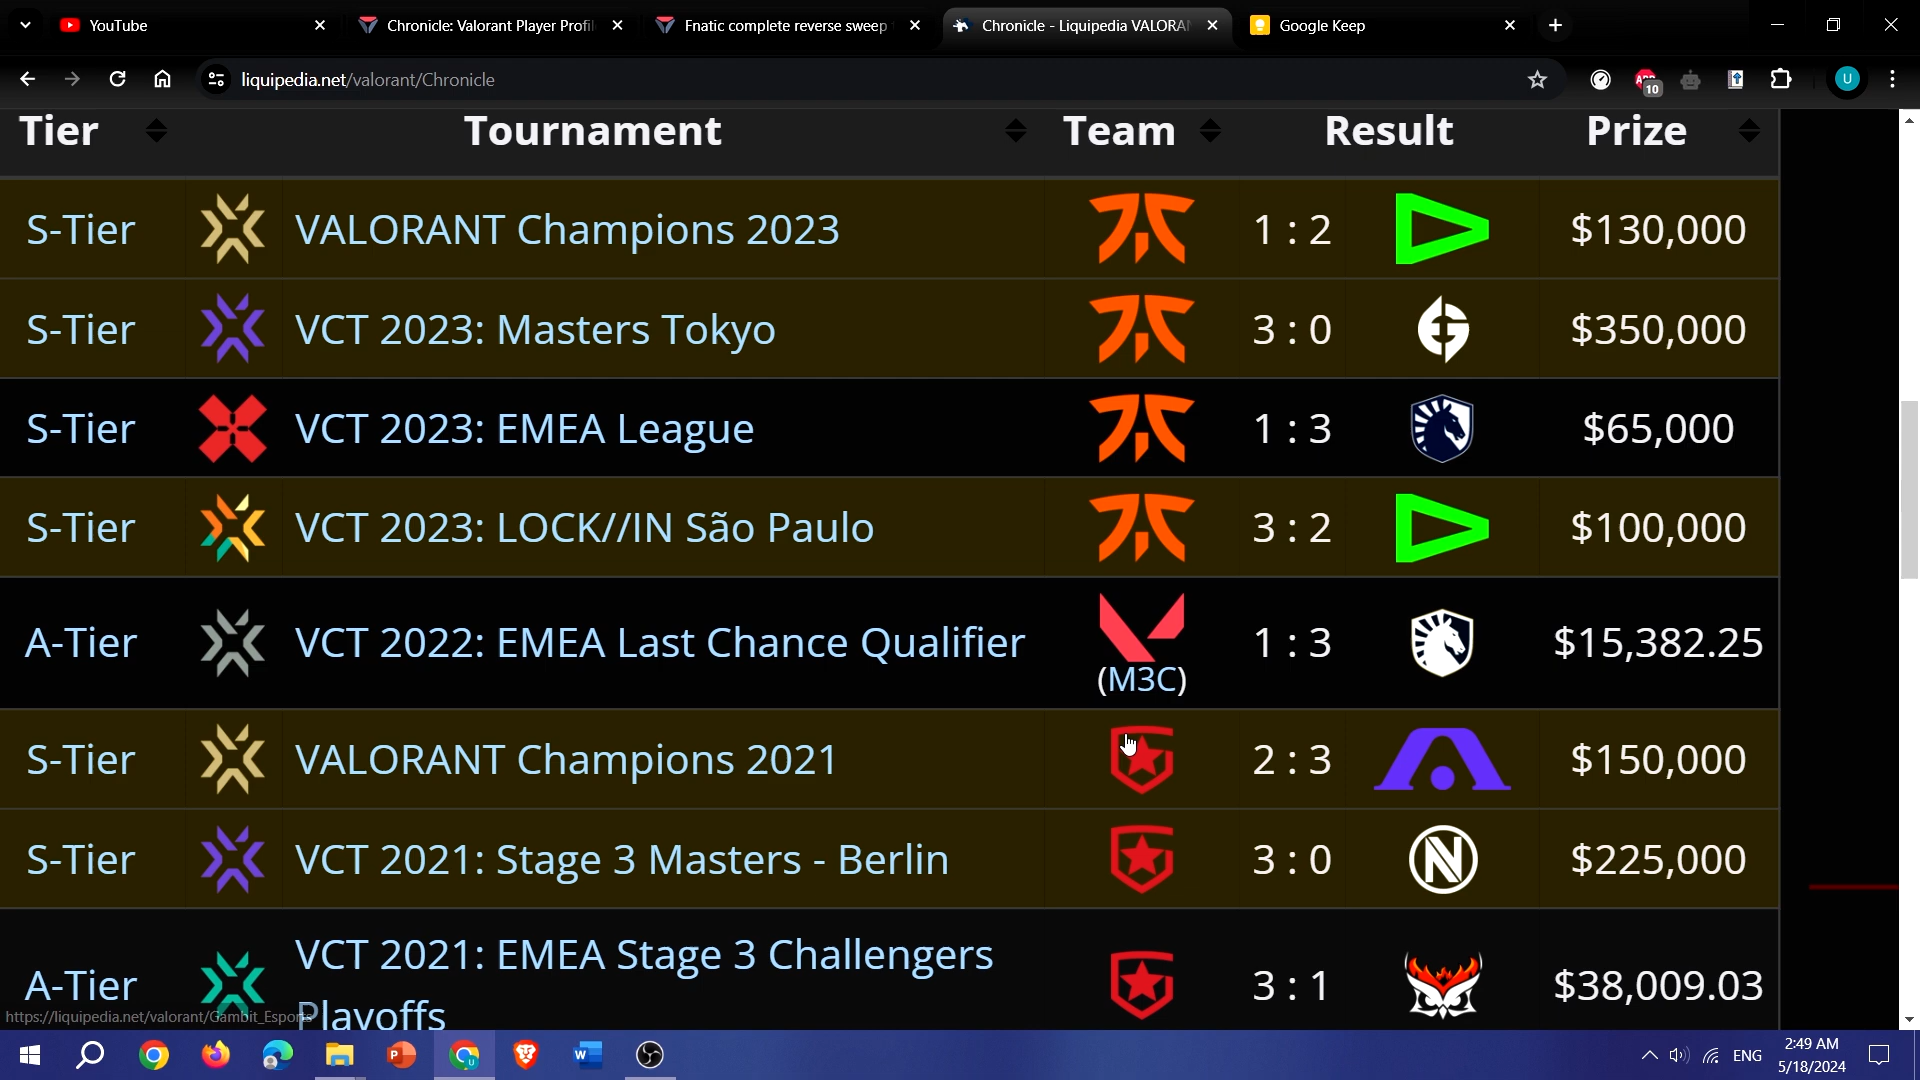 YouTube
Chronicle: Valorant Player Profil
Fnatic complete reverse sweep
Chronicle - Liquipedia VALORAN
Google Keep
liquipedia.net/valorant/Chronicle
10
U
Tier Tournament Team Result Prize
S-Tier VALORANT Champions 2023 1 : 2 $130,000
S-Tier VCT 2023: Masters Tokyo 3 : 0 $350,000
S-Tier VCT 2023: EMEA League 1 : 3 $65,000
S-Tier VCT 2023: LOCK//IN São Paulo 3 : 2 $100,000
A-Tier VCT 2022: EMEA Last Chance Qualifier (M3C) 1 : 3 $15,382.25
S-Tier VALORANT Champions 2021 2 : 3 $150,000
S-Tier VCT 2021: Stage 3 Masters - Berlin 3 : 0 $225,000
A-Tier VCT 2021: EMEA Stage 3 Challengers 3 : 1 $38,009.03
Playoffs
https://liquipedia.net/valorant/Gambit_Esports
ENG
2:49 AM
5/18/2024